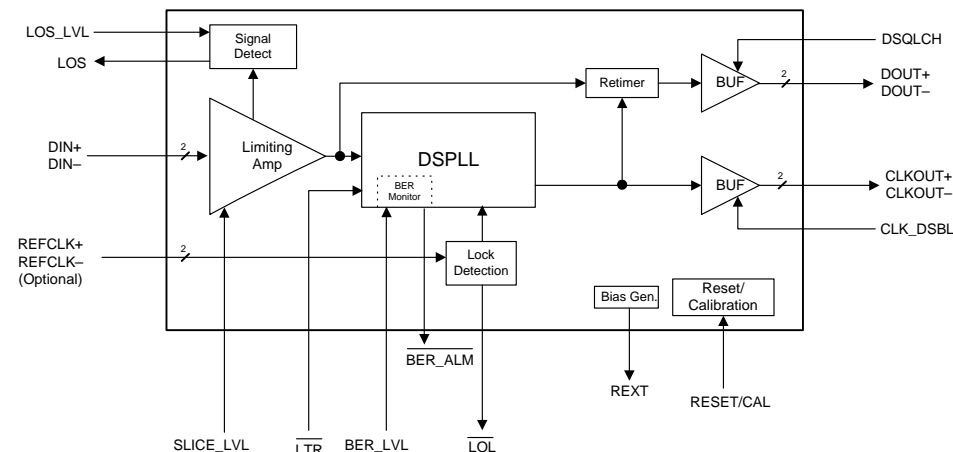 LOS_LVL
LOS
Signal
Detect
DSQLCH
BUF
2
DOUT+
DOUT–
Retimer
DIN+
DIN–
2
Limiting
Amp
DSPLL
BER
Monitor
BUF
2
CLKOUT+
CLKOUT–
CLK_DSBL
REFCLK+
REFCLK–
(Optional)
2
Lock
Detection
Bias Gen.
Reset/
Calibration
BER_ALM
REXT
RESET/CAL
SLICE_LVL
LTR
BER_LVL
LOL